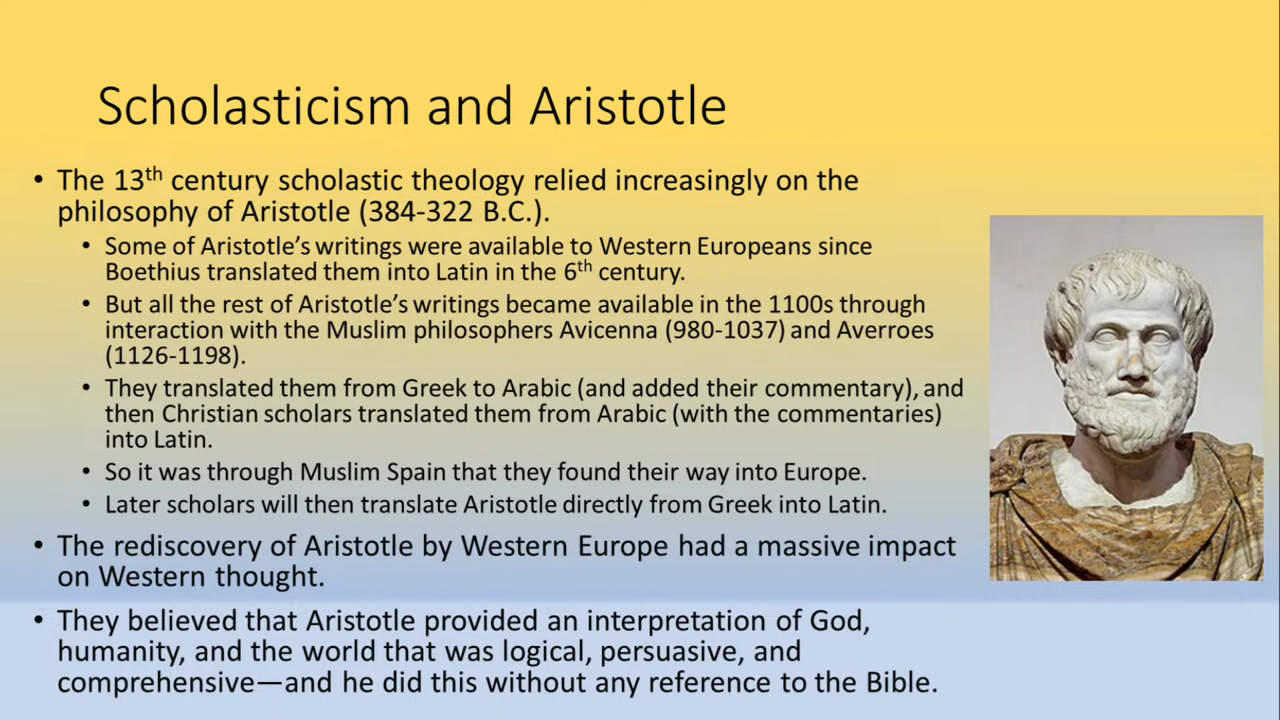 Scholasticism and Aristotle
• The 13th century scholastic theology relied increasingly on the
philosophy of Aristotle (384-322 B.C.).
• Some of Aristotle’s writings were available to Western Europeans since
Boethius translated them into Latin in the 6th century.
• But all the rest of Aristotle’s writings became available in the 1100s through
interaction with the Muslim philosophers Avicenna (980-1037) and Averroes
(1126-1198).
• They translated them from Greek to Arabic (and added their commentary), and
then Christian scholars translated them from Arabic (with the commentaries)
into Latin.
• So it was through Muslim Spain that they found their way into Europe.
• Later scholars will then translate Aristotle directly from Greek into Latin.
• The rediscovery of Aristotle by Western Europe had a massive impact
on Western thought.
• They believed that Aristotle provided an interpretation of God,
humanity, and the world that was logical, persuasive, and
comprehensive—and he did this without any reference to the Bible.